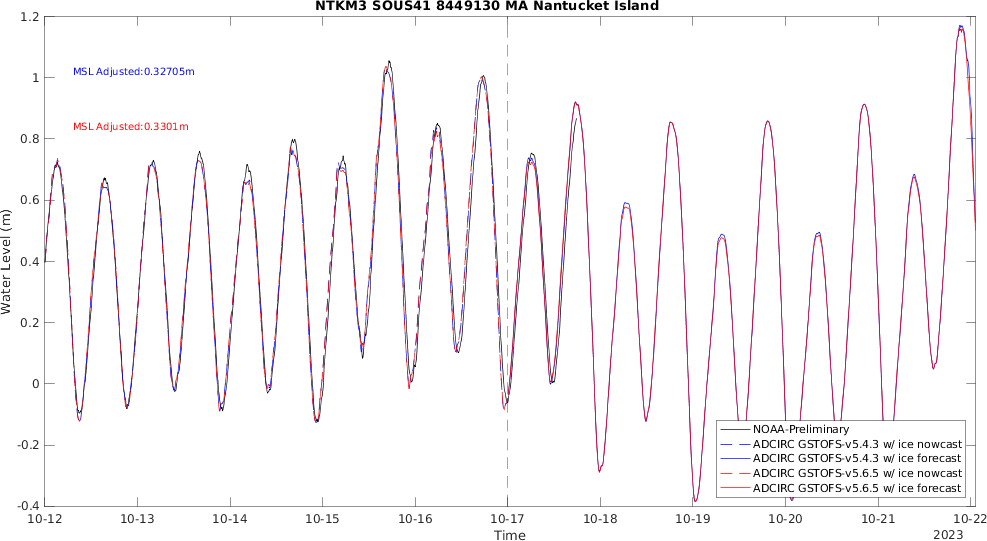 NTKM3 SOUS41 8449130 MA Nantucket Island
1.2
1
0.8
0.6
0.4
0.2
0
-0.2
-0.4
Water Level (m)
MSL Adjusted:0.32705m
MSL Adjusted:0.3301m
NOAA-Preliminary
ADCIRC GSTOFS-v5.4.3 w/ ice nowcast
ADCIRC GSTOFS-v5.4.3 w/ ice forecast
ADCIRC GSTOFS-v5.6.5 w/ ice nowcast
ADCIRC GSTOFS-v5.6.5 w/ ice forecast
10-12 10-13 10-14 10-15 10-16 10-17 10-18 10-19 10-20 10-21 10-22
Time
2023